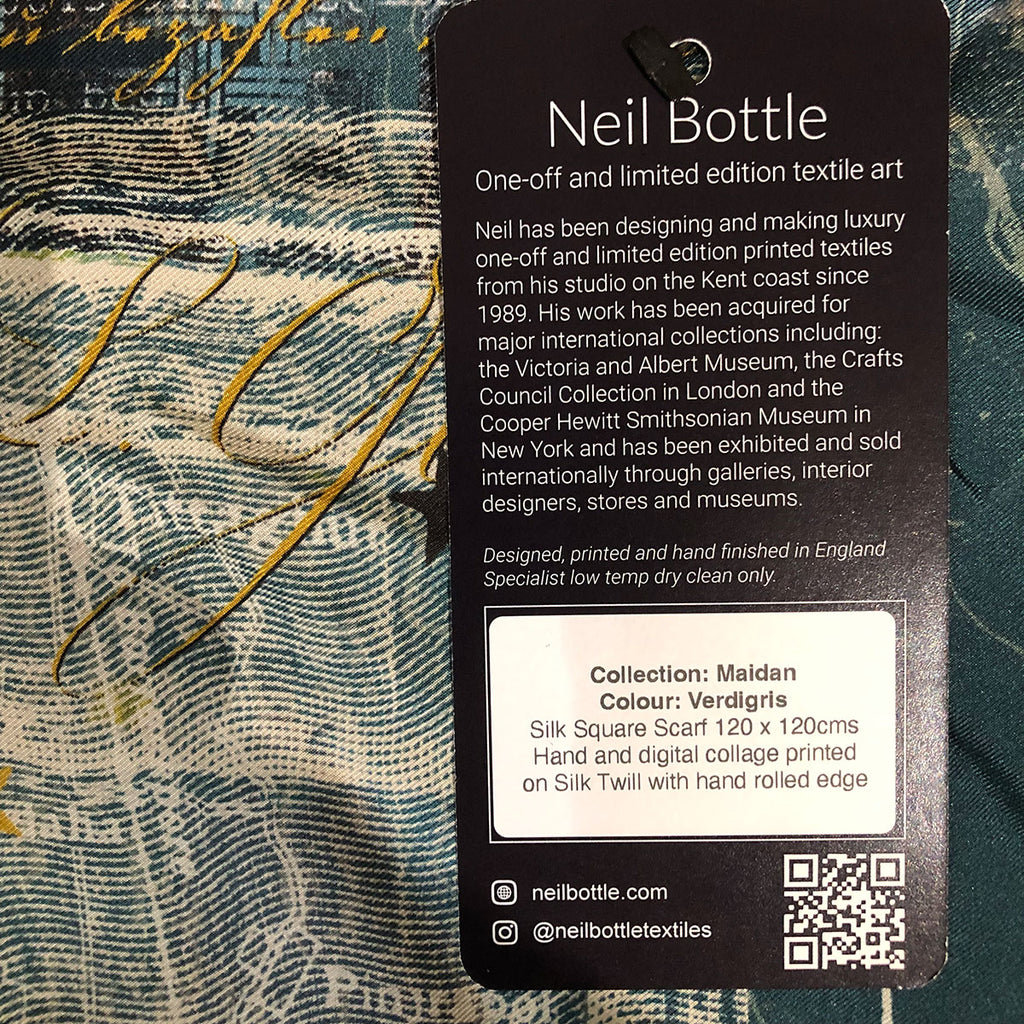 Neil Bottle
One-off and limited edition textile art
Neil has been designing and making luxury
one-off and limited edition printed textiles
from his studio on the Kent coast since
1989. His work has been acquired for
major international collections including:
the Victoria and Albert Museum, the Crafts
Council Collection in London and the
Cooper Hewitt Smithsonian Museum in
New York and has been exhibited and sold
internationally through galleries, interior
designers, stores and museums.
Designed, printed and hand finished in England
Specialist low temp dry clean only.
Collection: Maidan
Colour: Verdigris
Silk Square Scarf 120 x 120cms
Hand and digital collage printed
on Silk Twill with hand rolled edge
neilbottle.com
@neilbottletextiles